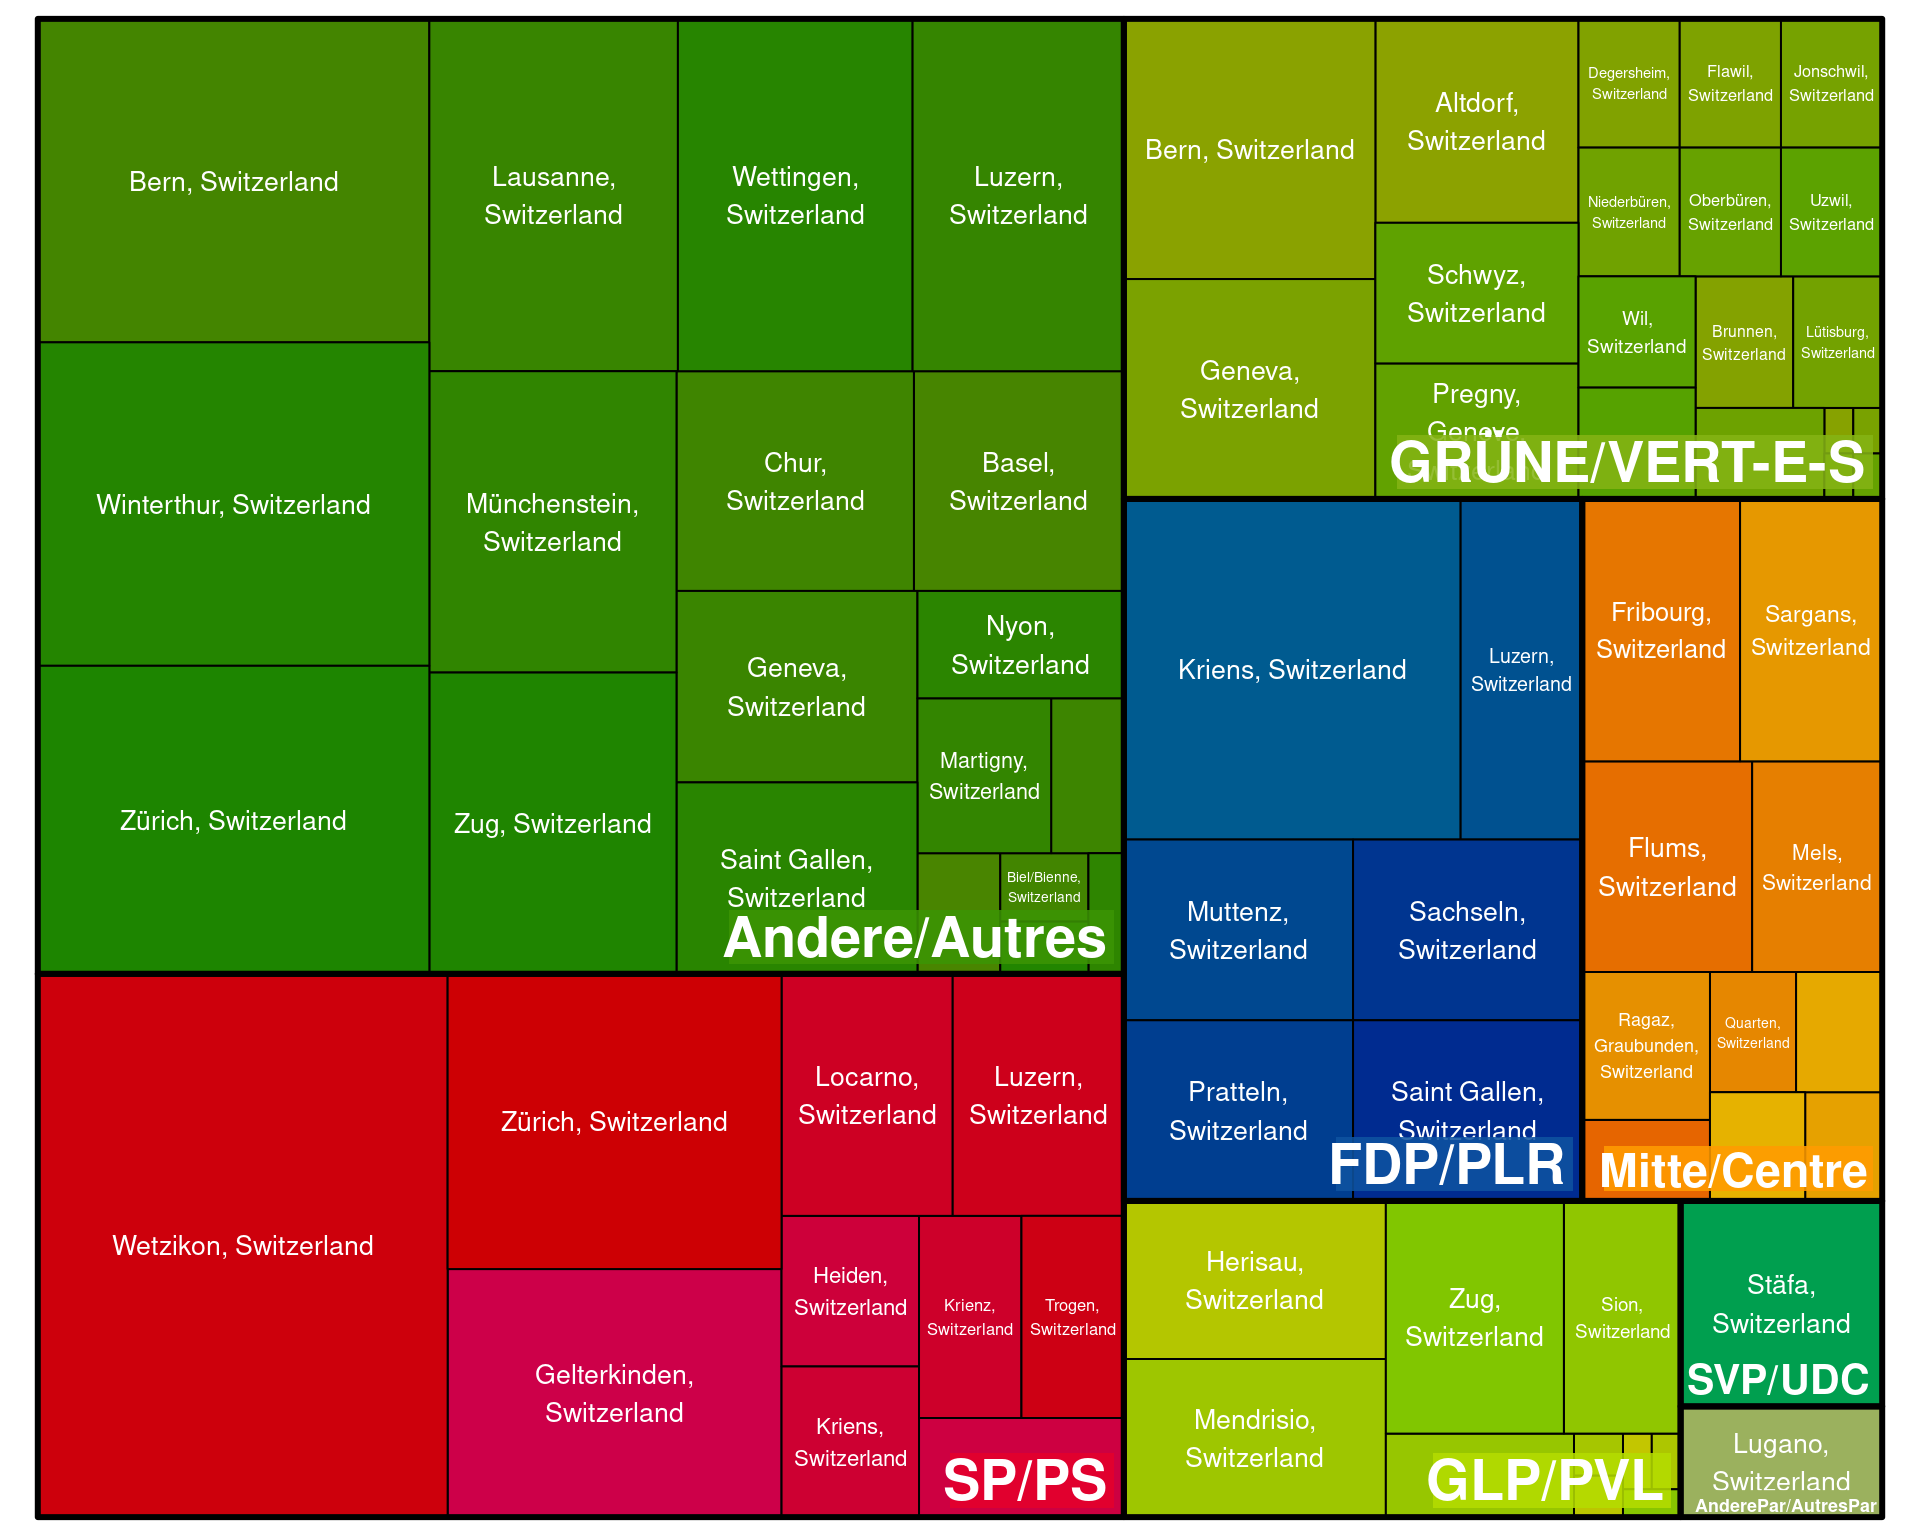 Bern, Switzerland
Winterthur, Switzerland
Zürich, Switzerland
Lausanne,
Switzerland
Wettingen,
Switzerland
Luzern,
Switzerland
Münchenstein,
Switzerland
Zug, Switzerland
Chur,
Switzerland
Basel,
Switzerland
Geneva,
Switzerland
Nyon,
Switzerland
Martigny,
Switzerland
Saint Gallen,
Switzerland
Biel/Bienne,
Switzerland
Andere/Autres
Bern, Switzerland
Geneva,
Switzerland
Altdorf,
Switzerland
Schwyz,
Switzerland
Pregny,
Geneve,
Degersheim,
Switzerland
Flawil,
Switzerland
Jonschwil,
Switzerland
Niederbüren,
Switzerland
Oberbüren,
Switzerland
Uzwil,
Switzerland
Wil,
Switzerland
Brunnen,
Switzerland
Lütisburg,
Switzerland
GRÜNE/VERT-E-S
Kriens, Switzerland
Luzern,
Switzerland
Muttenz,
Switzerland
Sachseln,
Switzerland
Pratteln,
Switzerland
Saint Gallen,
Switzerland
FDP/PLR
Fribourg,
Switzerland
Sargans,
Switzerland
Flums,
Switzerland
Mels,
Switzerland
Ragaz,
Graubunden,
Switzerland
Quarten,
Switzerland
Mitte/Centre
Wetzikon, Switzerland
Zürich, Switzerland
Gelterkinden,
Switzerland
Locarno,
Switzerland
Luzern,
Switzerland
Heiden,
Switzerland
Krienz,
Switzerland
Trogen,
Switzerland
Kriens,
Switzerland
SP/PS
Herisau,
Switzerland
Mendrisio,
Switzerland
Zug,
Switzerland
Sion,
Switzerland
GLP/PVL
Stäfa,
Switzerland
SVP/UDC
Lugano,
Switzerland
AnderePar/AutresPar